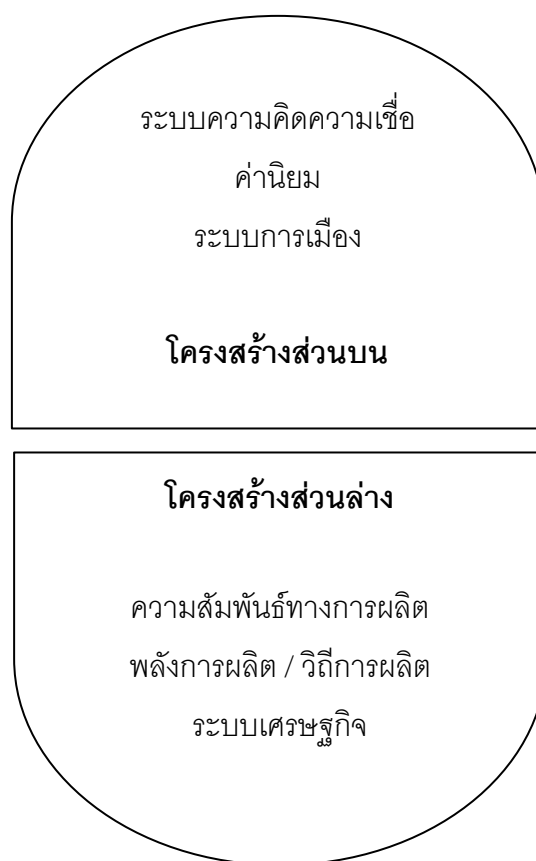 ระบบความคิดความเชื่อ
ค่านิยม
ระบบการเมือง
โครงสร้างส่วนบน
โครงสร้างส่วนล่าง
ความสัมพันธ์ทางการผลิต
พลังการผลิต / วิถีการผลิต
ระบบเศรษฐกิจ